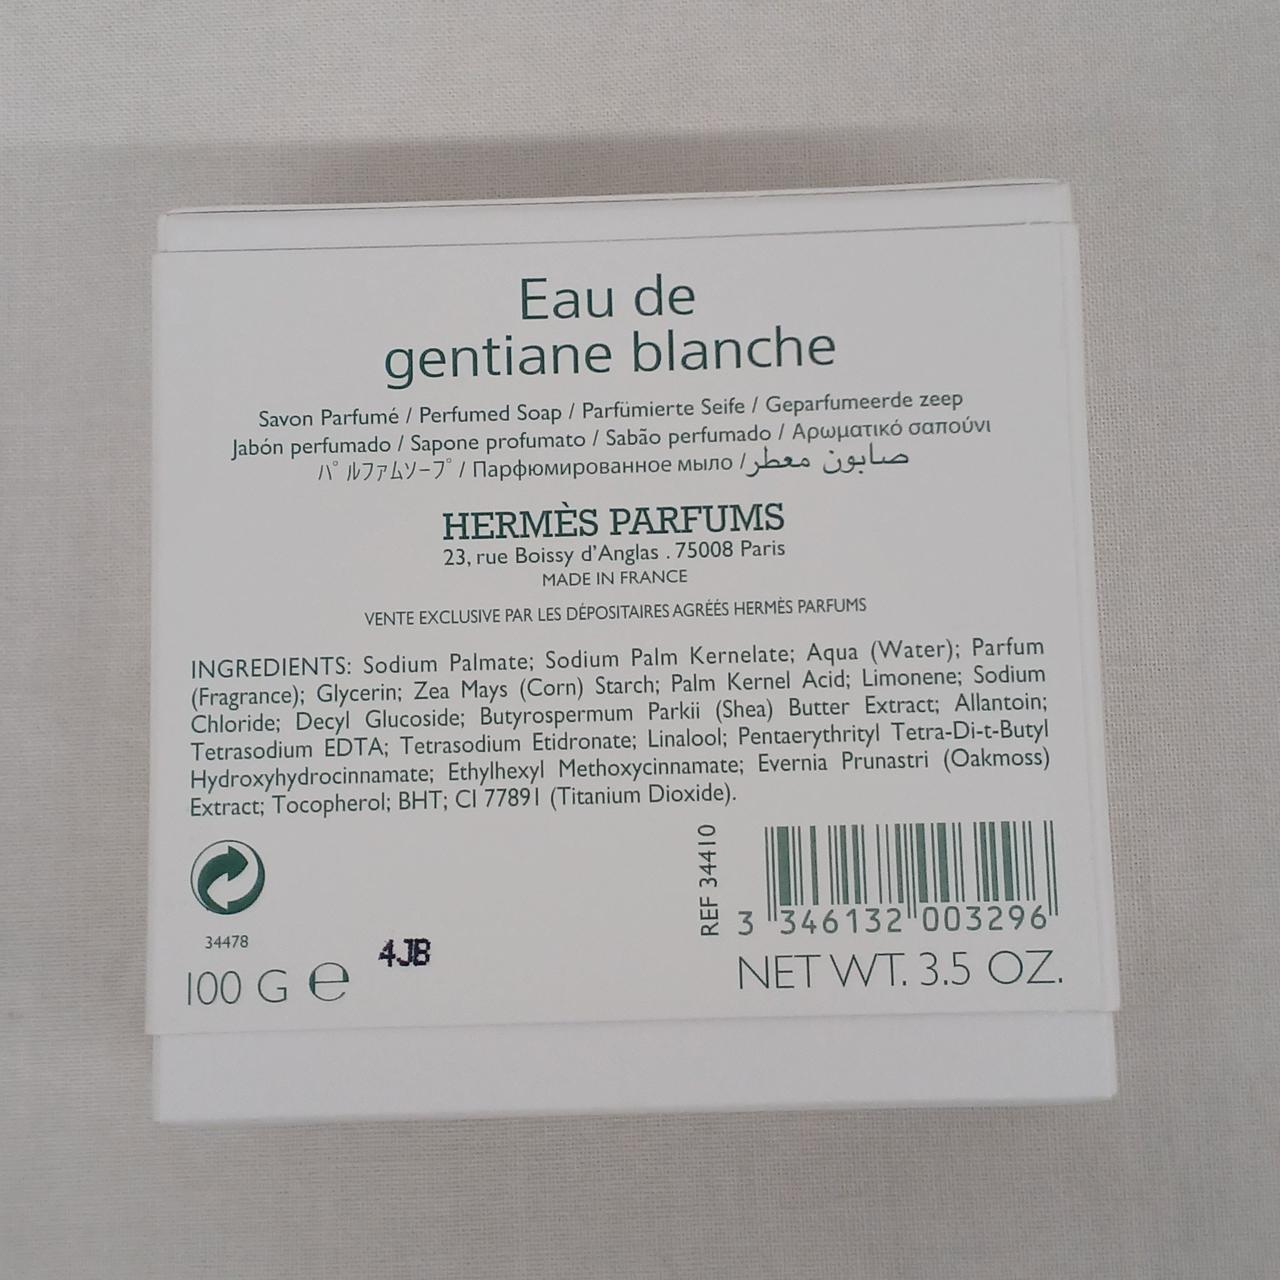 Eau de
gentiane blanche
Savon Parfumé / Perfumed Soap / Parfümierte Seife / Geparfumeerde zeep
Jabón perfumado / Sapone profumato / Sabão perfumado / Αρωματικό σαπούνι
パルファムソープ / Парфюмированное мыло / صابون معطر
HERMÈS PARFUMS
23, rue Boissy d'Anglas . 75008 Paris
MADE IN FRANCE
VENTE EXCLUSIVE PAR LES DÉPOSITAIRES AGRÉÉS HERMÈS PARFUMS
INGREDIENTS: Sodium Palmate; Sodium Palm Kernelate; Aqua (Water); Parfum
(Fragrance); Glycerin; Zea Mays (Corn) Starch; Palm Kernel Acid; Limonene; Sodium
Chloride; Decyl Glucoside; Butyrospermum Parkii (Shea) Butter Extract; Allantoin;
Tetrasodium EDTA; Tetrasodium Etidronate; Linalool; Pentaerythrityl Tetra-Di-t-Butyl
Hydroxyhydrocinnamate; Ethylhexyl Methoxycinnamate; Evernia Prunastri (Oakmoss)
Extract; Tocopherol; BHT; CI 77891 (Titanium Dioxide).
REF 34410
3 346132 003296
34478
4JB
100 G e
NET WT. 3.5 OZ.